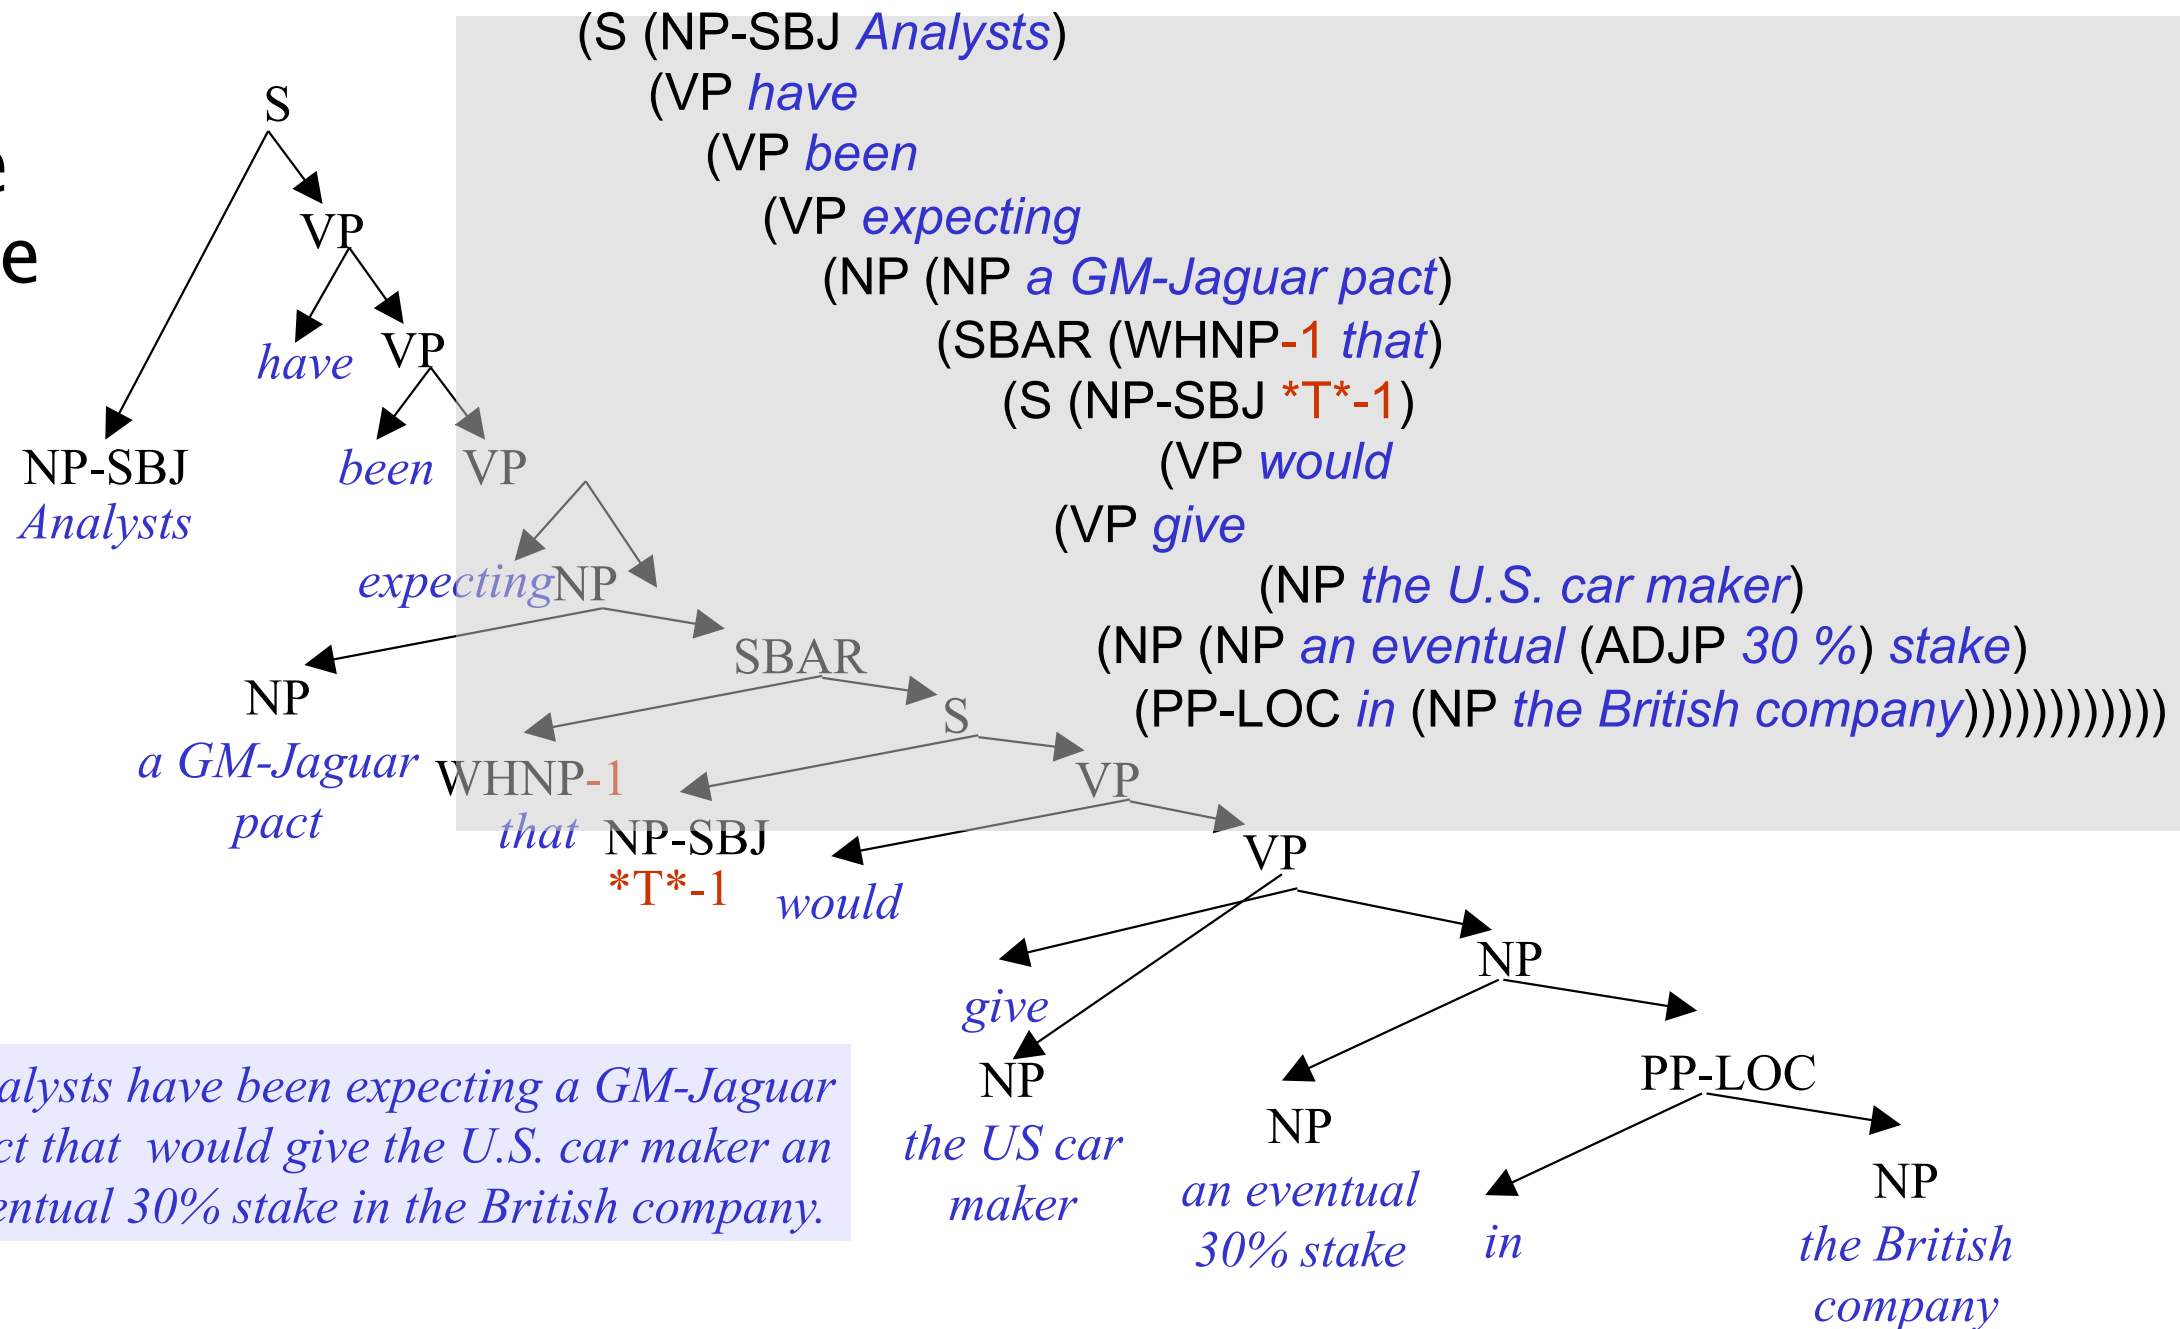 (S (NP-SBJ Analysts)
(VP have
(VP been
(VP expecting
(NP (NP a GM-Jaguar pact)
(SBAR (WHNP-1 that)
(S (NP-SBJ *T*-1)
(VP would
(VP give
(NP the U.S. car maker)
(NP (NP an eventual (ADJP 30 %) stake)
(PP-LOC in (NP the British company))))))))))))
S
VP
have VP
NP-SBJ been VP
Analysts
expecting NP
SBAR
NP S
a GM-Jaguar WHNP-1 VP
pact that NP-SBJ VP
*T*-1 would
NP
give
NP PP-LOC
the US car NP
maker an eventual NP
30% stake in the British
company
alysts have been expecting a GM-Jaguar
ct that would give the U.S. car maker an
entual 30% stake in the British company.